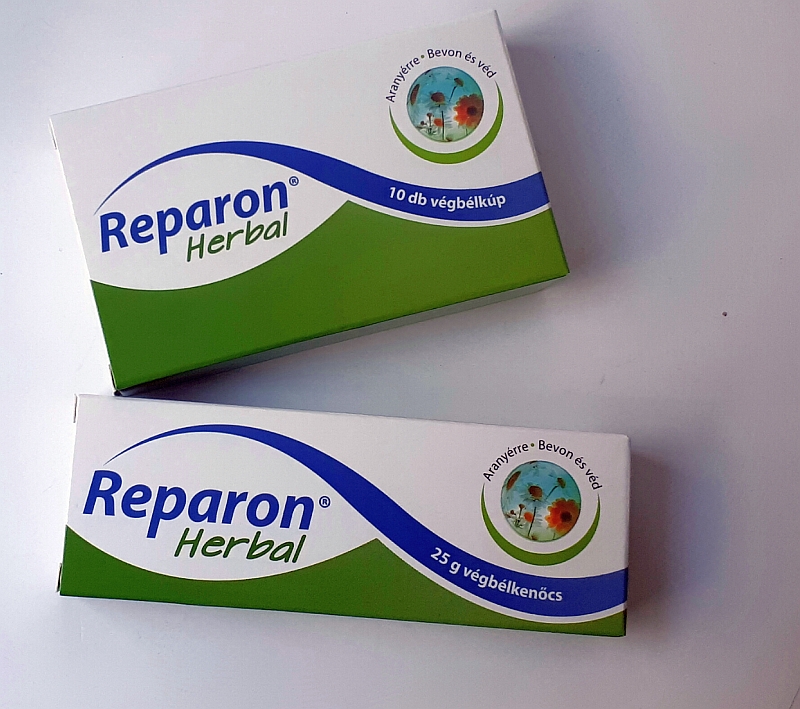 Aranyérre • Bevon és véd
Reparon®
Herbal
10 db végbélkúp
Aranyérre • Bevon és véd
Reparon®
Herbal
25 g végbélkenőcs